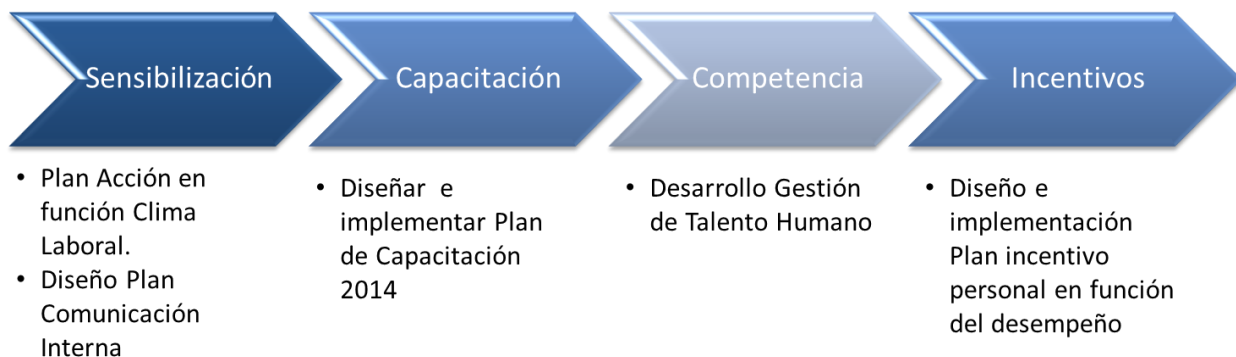 Sensibilización
Capacitación
Competencia
Incentivos
• Plan Acción en
función Clima
Laboral.
• Diseño Plan
Comunicación
Interna
• Diseñar e
implementar Plan
de Capacitación
2014
• Desarrollo Gestión
de Talento Humano
• Diseño e
implementación
Plan incentivo
personal en función
del desempeño